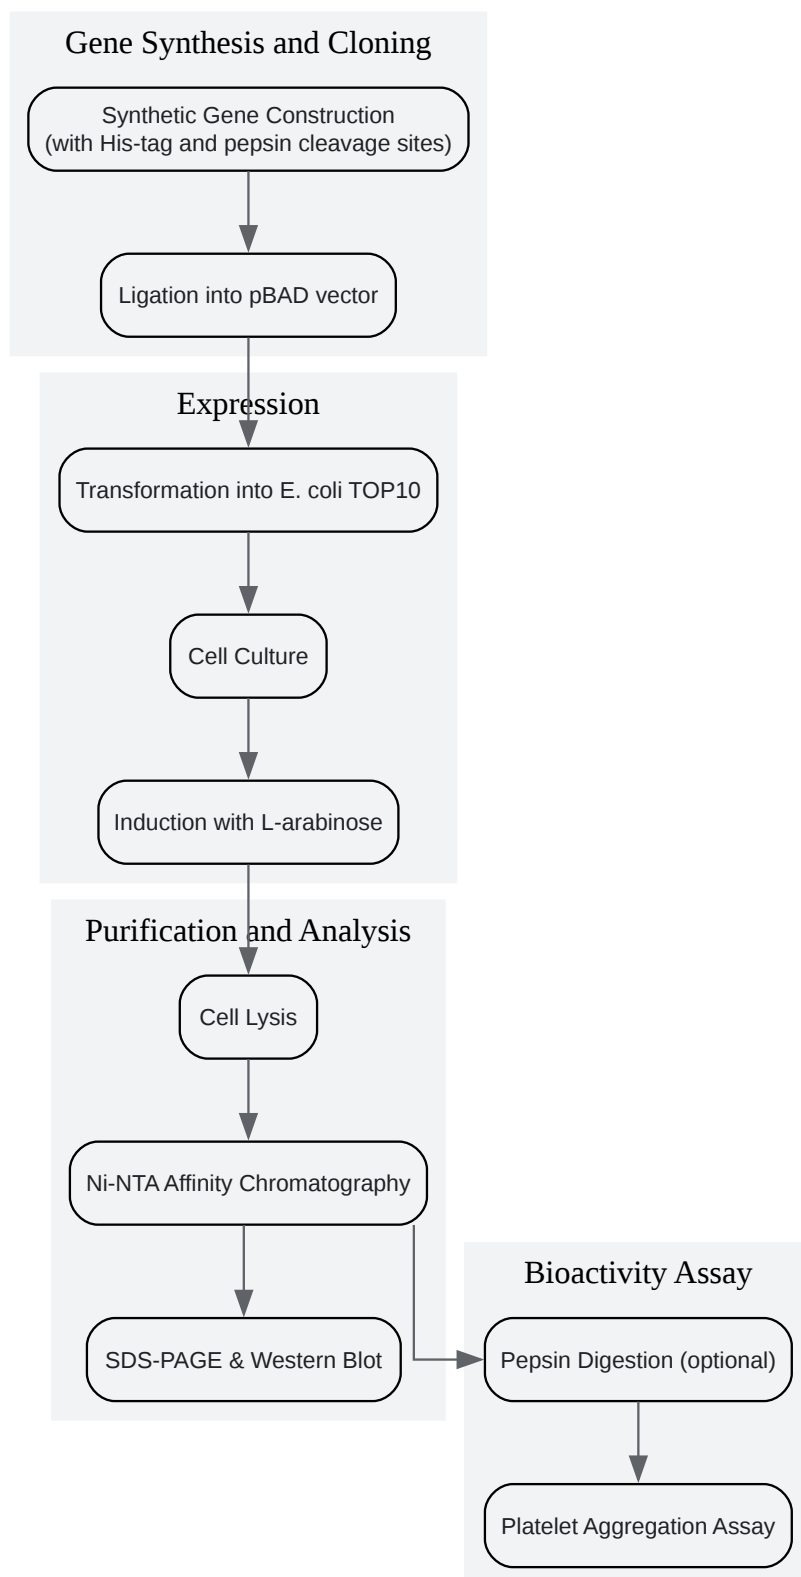 Gene Synthesis and Cloning
Synthetic Gene Construction
(with His-tag and pepsin cleavage sites)
Ligation into pBAD vector
Expression
Transformation into E. coli TOP10
Cell Culture
Induction with L-arabinose
Purification and Analysis
Cell Lysis
Ni-NTA Affinity Chromatography
SDS-PAGE & Western Blot
Bioactivity Assay
Pepsin Digestion (optional)
Platelet Aggregation Assay